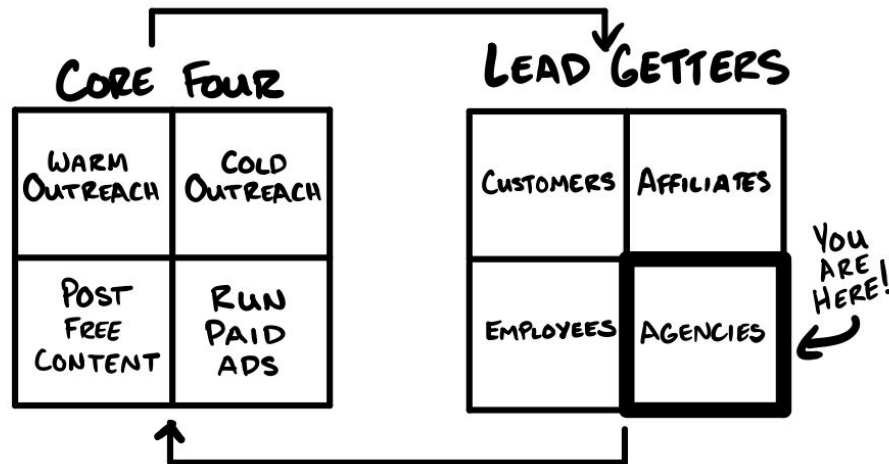 CORE FOUR
WARM
OUTREACH
COLD
OUTREACH
POST
FREE
CONTENT
RUN
PAID
ADS
LEAD GETTERS
CUSTOMERS
AFFILIATES
EMPLOYEES
AGENCIES
YOU
ARE
HERE!